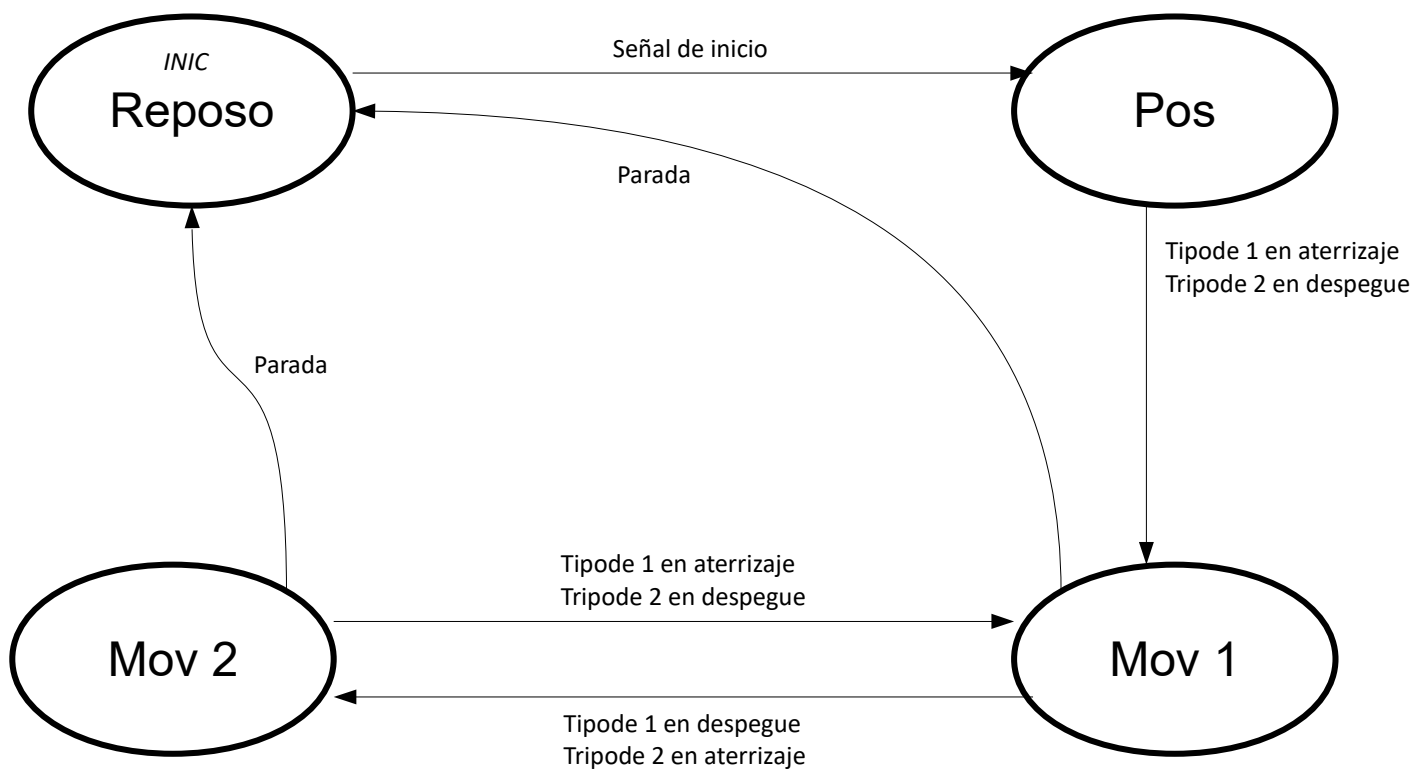 INIC
Reposo
Señal de inicio
Pos
Parada
Tipode 1 en aterrizaje
Tripode 2 en despegue
Parada
Tipode 1 en aterrizaje
Tripode 2 en despegue
Mov 2
Mov 1
Tipode 1 en despegue
Tripode 2 en aterrizaje